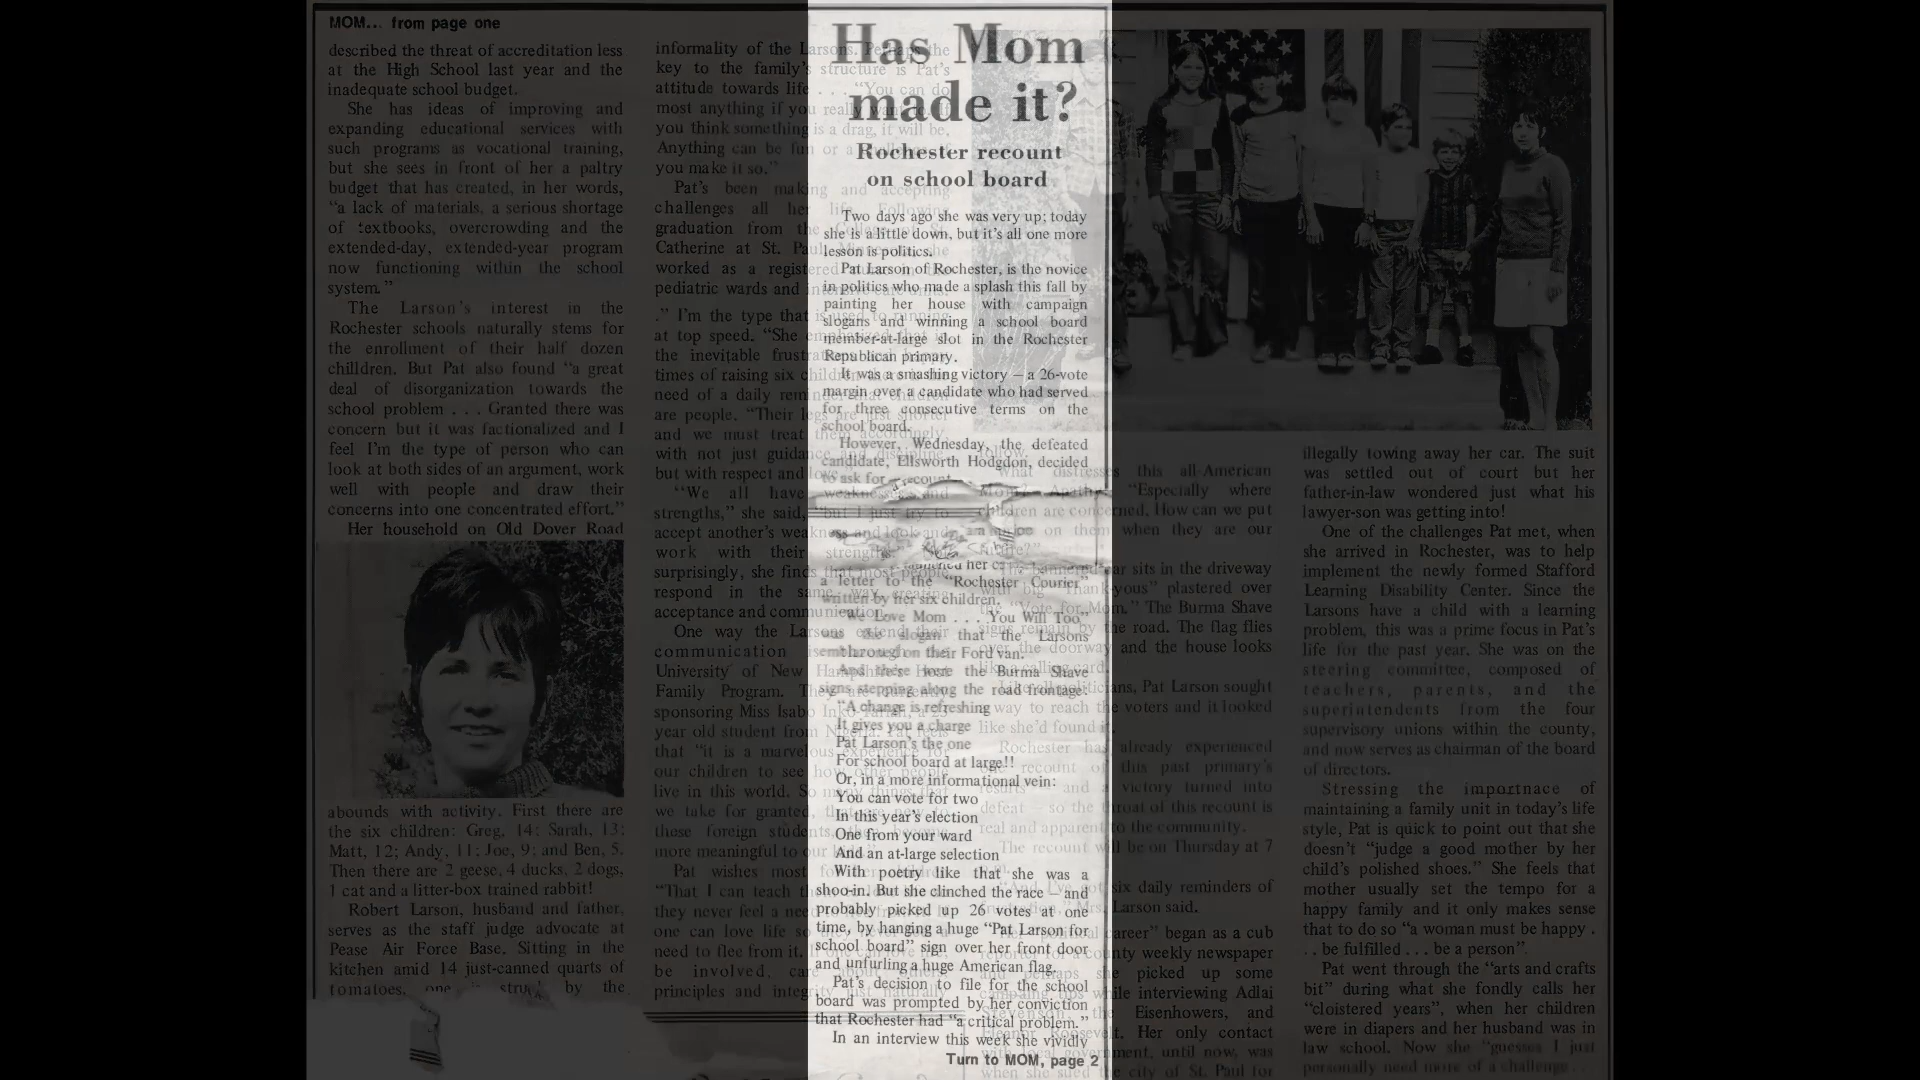 MOM... from page one
described the threat of accreditation less
at the High School last year and the
inadequate school budget.
She has ideas of improving and
expanding educational services with
such programs as vocational training,
but she sees in front of her a paltry
budget that has created, in her words,
“a lack of materials, a serious shortage
of textbooks, overcrowding and the
extended-day, extended-year program
now functioning within the school
system.”
The Larson's interest in the
Rochester schools naturally stems for
the enrollment of their half dozen
chilldren. But Pat also found “a great
deal of disorganization towards the
school problem . . . Granted there was
concern but it was factionalized and I
feel I'm the type of person who can
look at both sides of an argument, work
well with people and draw their
concerns into one concentrated effort.”
Her household on Old Dover Road
abounds with activity. First there are
the six children: Greg, 14; Sarah, 13;
Matt, 12; Andy, 11; Joe, 9; and Ben, 5.
Then there are 2 geese, 4 ducks, 2 dogs,
1 cat and a litter-box trained rabbit!
Robert Larson, husband and father,
serves as the staff judge advocate at
Pease Air Force Base. Sitting in the
kitchen amid 14 just-canned quarts of
tomatoes, one is struck by the
informality of the Larsons. Perhaps the
key to the family's structure is Pat's
attitude towards life . . . “You can do
most anything if you really want to. If
you think something is a drag, it will be.
Anything can be fun or a
you make it so.”
Pat's been making and accepting
challenges all her life. Following
graduation from the
Catherine at St. Paul, Minnesota, she
worked as a registered
pediatric wards and intensive care units.
.” I'm the type that is used to running
at top speed. “She
the inevitable
times of raising six children
need of a daily
are people. “Their legs are just shorter
and we must treat them accordingly
with not just guidance and discipline
but with respect and
“We all have weaknesses and
strengths,” she said, “but I just try to
accept another's weakness and look and
work with their strengths.
surprisingly, she finds that most people
respond in the same way, creating
acceptance and communication.
One way the Larsons extend their
communication
University of New Hampshire's Host
Family Program. They are currently
sponsoring Miss
year old student from Nigeria. Pat feels
that “it is a marvelous experience for
our children to see how other people
live in this world. So many things that
we take for granted,
these foreign students,
more meaningful to our
Pat wishes most
“That I can teach
they never feel a need
one can love life so
need to flee from it.
be involved, care about
principles and integrity just naturally
Has Mom
made it?
Rochester recount
on school board
Two days ago she was very up; today
she is a little down, but it's all one more
lesson is politics.
Pat Larson of Rochester, is the novice
in politics who made a splash this fall by
painting her house with campaign
slogans and winning a school board
member-at-large slot in the Rochester
Republican primary.
It was a smashing victory — a 26-vote
margin over a candidate who had served
for three consecutive terms on the
school board.
However, Wednesday, the defeated
candidate, Ellsworth Hodgdon, decided
to ask for a recount
her
a letter to the “Rochester Courier”
written by her six children.
“We Love Mom . . . You Will Too”
was the slogan that the Larsons
on their Ford van.
And these were the Burma Shave
signs stepping along the road frontage:
“A change is refreshing
It gives you a charge
Pat Larson's the one
For school board at large!!
Or, in a more informational vein:
You can vote for two
In this year's election
One from your ward
And an at-large selection
With poetry like that she was a
shoo-in. But she clinched the race — and
probably picked up 26 votes at one
time, by hanging a huge “Pat Larson for
school board” sign over her front door
and unfurling a huge American flag.
Pat's decision to file for the school
board was prompted by her conviction
that Rochester had “a critical problem.”
In an interview this week she vividly
Turn to MOM, page 2
follow.
What distresses this all-American
Mom? Apathy. “Especially where
children are concerned. How can we put
on them when they are our
future?”
The bannered car sits in the driveway
with big “Thank-yous” plastered over
the “Vote for Mom.” The Burma Shave
signs remain by the road. The flag flies
over the doorway and the house looks
like a calling card.
Like all politicians, Pat Larson sought
way to reach the voters and it looked
like she'd found it.
Rochester has already experienced
one recount of this past primary's
results — and a victory turned into
defeat — so the threat of this recount is
real and apparent to the community.
The recount will be on Thursday at 7
p.m.
“And I've got six daily reminders of
Mrs. Larson said.
Her “political career” began as a cub
reporter for a county weekly newspaper
and perhaps she picked up some
campaign tips while interviewing Adlai
Stevenson, the Eisenhowers, and
Eleanor Roosevelt. Her only contact
with local government, until now, was
when she sued the city of St. Paul for
illegally towing away her car. The suit
was settled out of court but her
father-in-law wondered just what his
lawyer-son was getting into!
One of the challenges Pat met, when
she arrived in Rochester, was to help
implement the newly formed Stafford
Learning Disability Center. Since the
Larsons have a child with a learning
problem, this was a prime focus in Pat's
life for the past year. She was on the
steering committee, composed of
teachers, parents, and the
superintendents from the four
supervisory unions within the county,
and now serves as chairman of the board
of directors.
Stressing the importnace of
maintaining a family unit in today's life
style, Pat is quick to point out that she
doesn't “judge a good mother by her
child's polished shoes.” She feels that
mother usually set the tempo for a
happy family and it only makes sense
that to do so “a woman must be happy .
. . be fulfilled . . . be a person”.
Pat went through the “arts and crafts
bit” during what she fondly calls her
“cloistered years”, when her children
were in diapers and her husband was in
law school. Now she “guesses I just
personally need more of a challenge . . .